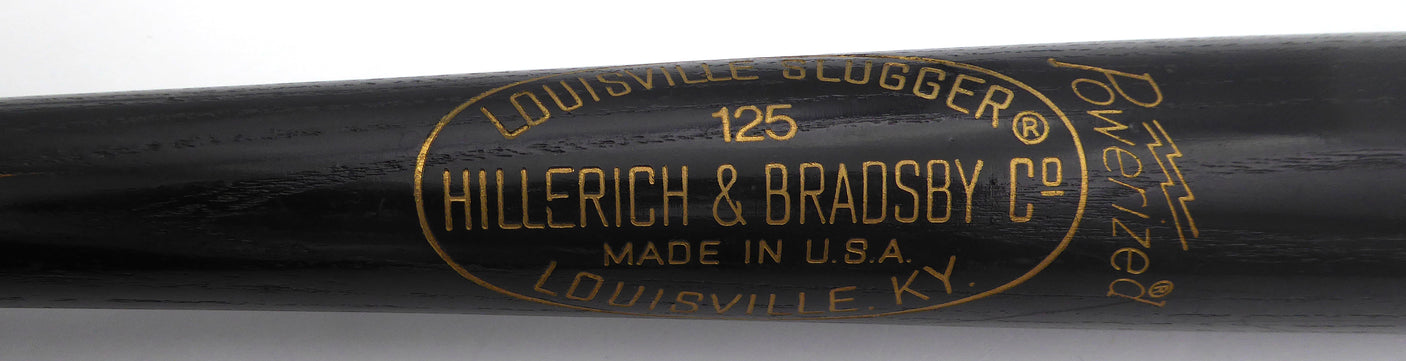 LOUISVILLE SLUGGER®
125
HILLERICH & BRADSBY Cº
MADE IN U.S.A.
LOUISVILLE. KY.
Powerized®